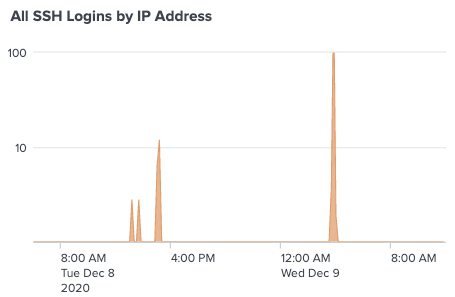 All SSH Logins by IP Address
100
10
8:00 AM
Tue Dec 8
2020
4:00 PM
12:00 AM
Wed Dec 9
8:00 AM